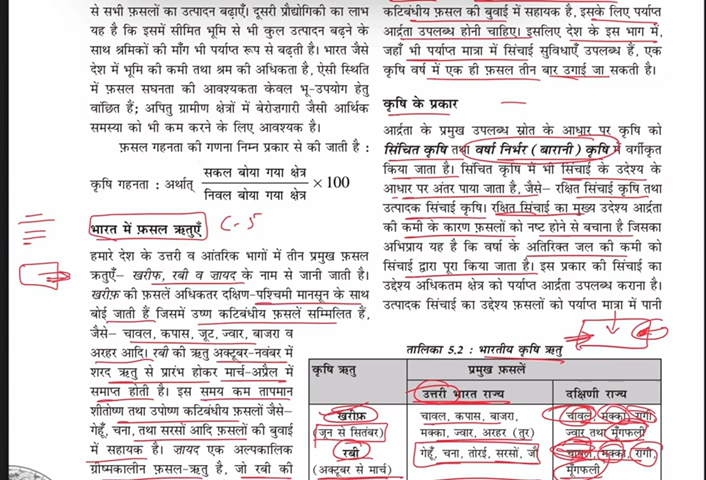 से सभी फ़सलों का उत्पादन बढ़ाएँ। दूसरी प्रौद्योगिकी का लाभ
यह है कि इसमें सीमित भूमि से भी कुल उत्पादन बढ़ने के
साथ श्रमिकों की माँग भी पर्याप्त रूप से बढ़ती है। भारत जैसे
देश में भूमि की कमी तथा श्रम की अधिकता है, ऐसी स्थिति
में फ़सल सघनता की आवश्यकता केवल भू-उपयोग हेतु
वांछित हैं; अपितु ग्रामीण क्षेत्रों में बेरोज़गारी जैसी आर्थिक
समस्या को भी कम करने के लिए आवश्यक है।
फ़सल गहनता की गणना निम्न प्रकार से की जाती है :
कृषि गहनता : अर्थात् सकल बोया गया क्षेत्र / निवल बोया गया क्षेत्र × 100
भारत में फ़सल ऋतुएँ C-5
हमारे देश के उत्तरी व आंतरिक भागों में तीन प्रमुख फ़सल
ऋतुएँ– खरीफ़, रबी व ज़ायद के नाम से जानी जाती है।
खरीफ़ की फ़सलें अधिकतर दक्षिण-पश्चिमी मानसून के साथ
बोई जाती हैं जिसमें उष्ण कटिबंधीय फ़सलें सम्मिलित हैं,
जैसे– चावल, कपास, जूट, ज्वार, बाजरा व
अरहर आदि। रबी की ऋतु अक्टूबर-नवंबर में
शरद ऋतु से प्रारंभ होकर मार्च-अप्रैल में
समाप्त होती है। इस समय कम तापमान
शीतोष्ण तथा उपोष्ण कटिबंधीय फ़सलों जैसे–
गेहूँ, चना, तथा सरसों आदि फ़सलों की बुवाई
में सहायक है। ज़ायद एक अल्पकालिक
ग्रीष्मकालीन फ़सल-ऋतु है, जो रबी की
कटिबंधीय फ़सल की बुवाई में सहायक है, इसके लिए पर्याप्त
आर्द्रता उपलब्ध होनी चाहिए। इसलिए देश के इस भाग में,
जहाँ भी पर्याप्त मात्रा में सिंचाई सुविधाएँ उपलब्ध हैं, एक
कृषि वर्ष में एक ही फ़सल तीन बार उगाई जा सकती है।
कृषि के प्रकार
आर्द्रता के प्रमुख उपलब्ध स्रोत के आधार पर कृषि को
सिंचित कृषि तथा वर्षा निर्भर (बारानी) कृषि में वर्गीकृत
किया जाता है। सिंचित कृषि में भी सिंचाई के उद्देश्य के
आधार पर अंतर पाया जाता है, जैसे– रक्षित सिंचाई कृषि तथा
उत्पादक सिंचाई कृषि। रक्षित सिंचाई का मुख्य उद्देश्य आर्द्रता
की कमी के कारण फ़सलों को नष्ट होने से बचाना है जिसका
अभिप्राय यह है कि वर्षा के अतिरिक्त जल की कमी को
सिंचाई द्वारा पूरा किया जाता है। इस प्रकार की सिंचाई का
उद्देश्य अधिकतम क्षेत्र को पर्याप्त आर्द्रता उपलब्ध कराना है।
उत्पादक सिंचाई का उद्देश्य फ़सलों को पर्याप्त मात्रा में पानी
तालिका 5.2 : भारतीय कृषि ऋतु
कृषि ऋतु प्रमुख फ़सलें
उत्तरी भारत राज्य दक्षिणी राज्य
खरीफ़ चावल, कपास, बाजरा, चावल, मक्का, रागी
(जून से सितंबर) मक्का, ज्वार, अरहर (तुर) ज्वार तथा मूँगफली
रबी गेहूँ, चना, तोरई, सरसों, जौ चावल, मक्का, रागी,
(अक्टूबर से मार्च) मूँगफली